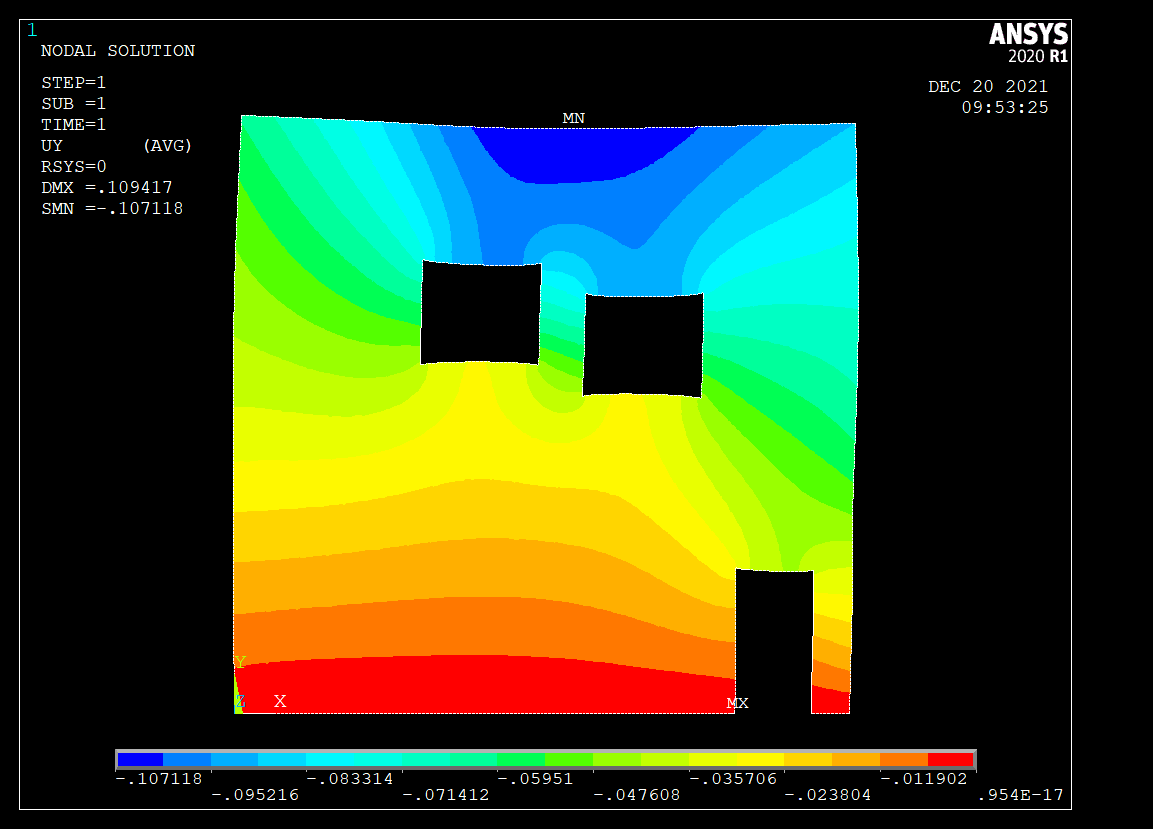 1
NODAL SOLUTION
STEP=1
SUB =1
TIME=1
UY (AVG)
RSYS=0
DMX =.109417
SMN =-.107118
ANSYS
2020 R1
DEC 20 2021
09:53:25
MN
Y
Z X
MX
-.107118 -.083314 -.05951 -.035706 -.011902
-.095216 -.071412 -.047608 -.023804 .954E-17